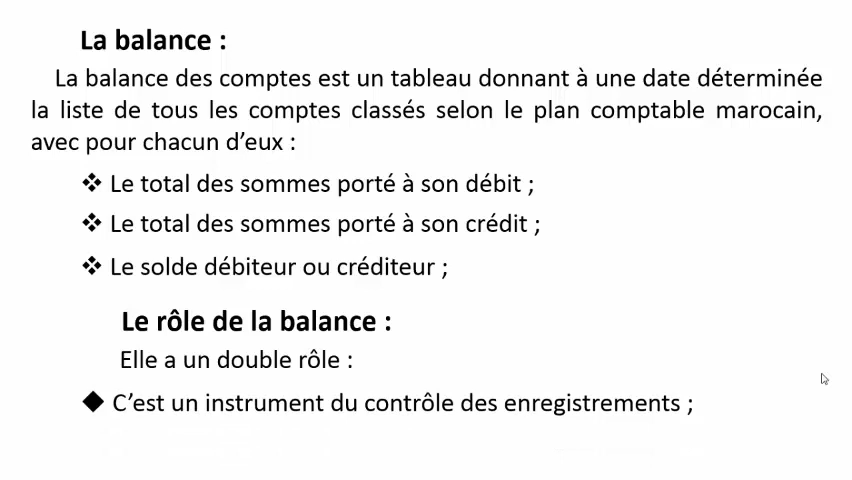 La balance :
La balance des comptes est un tableau donnant à une date déterminée
la liste de tous les comptes classés selon le plan comptable marocain,
avec pour chacun d’eux :
❖ Le total des sommes porté à son débit ;
❖ Le total des sommes porté à son crédit ;
❖ Le solde débiteur ou créditeur ;
Le rôle de la balance :
Elle a un double rôle :
◆ C’est un instrument du contrôle des enregistrements ;